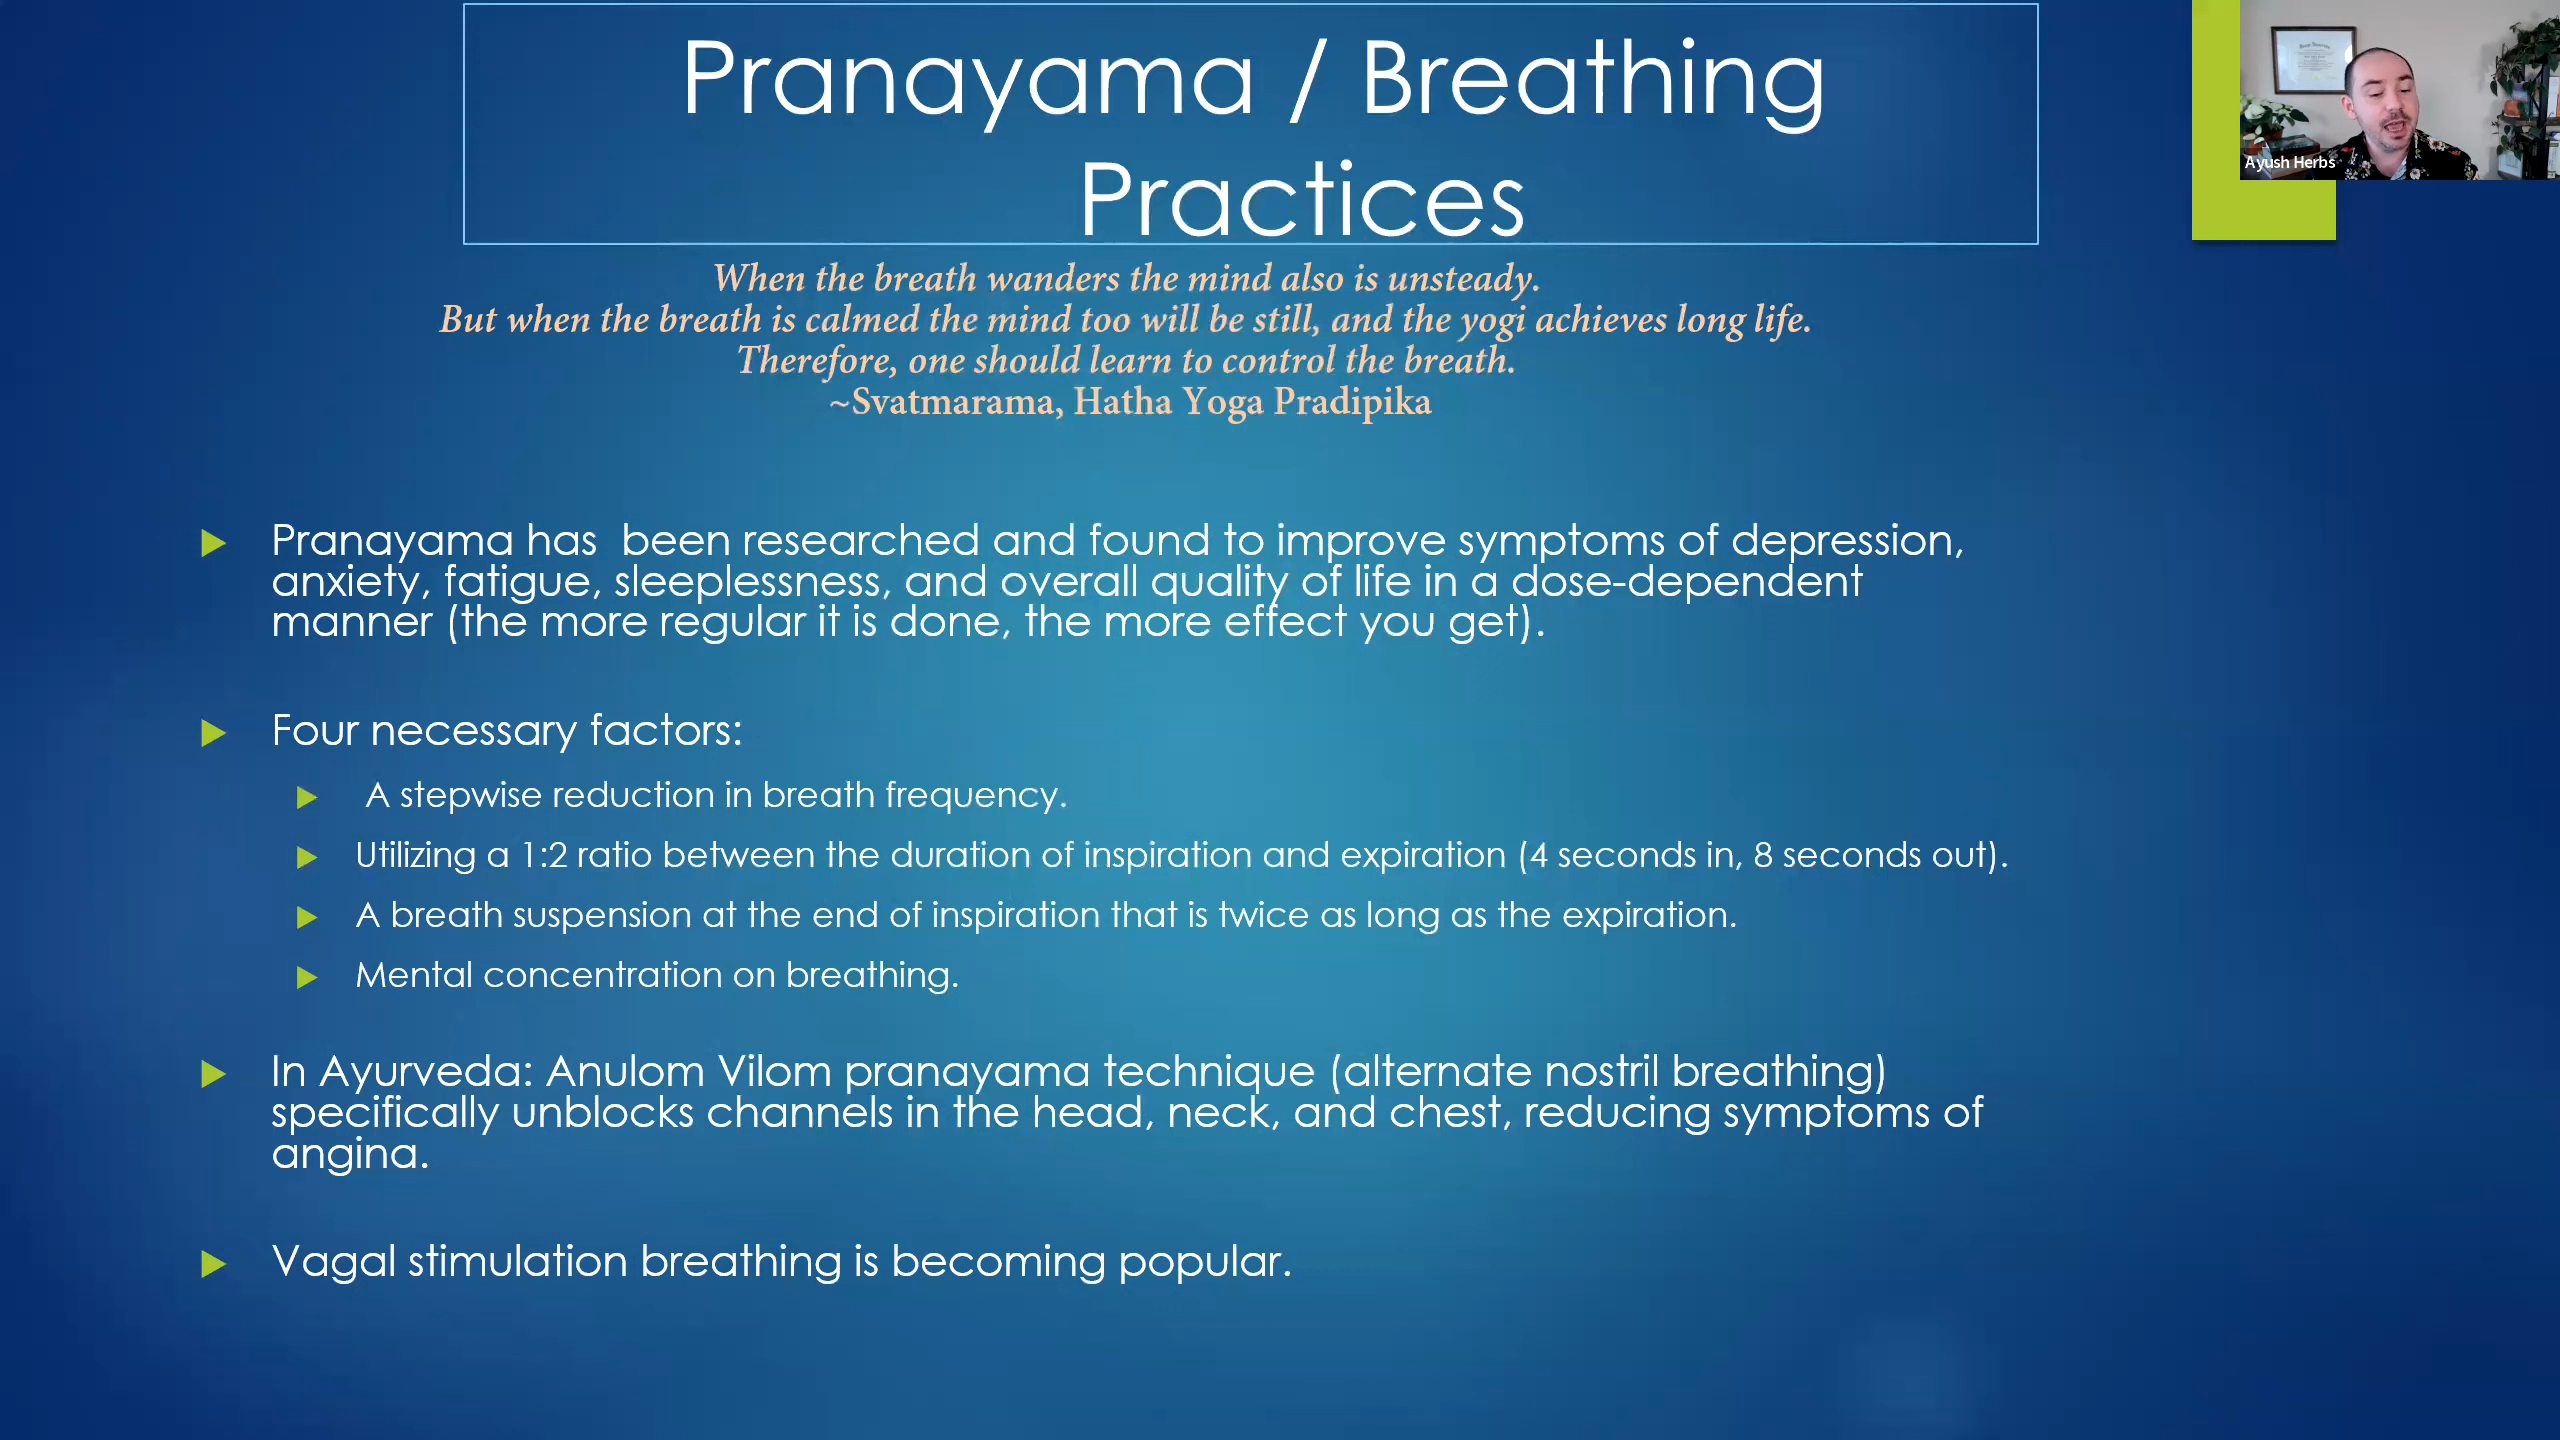 Pranayama / Breathing
Practices
Ayush Herbs
When the breath wanders the mind also is unsteady.
But when the breath is calmed the mind too will be still, and the yogi achieves long life.
Therefore, one should learn to control the breath.
~Svatmarama, Hatha Yoga Pradipika
Pranayama has  been researched and found to improve symptoms of depression,
anxiety, fatigue, sleeplessness, and overall quality of life in a dose-dependent
manner (the more regular it is done, the more effect you get).
Four necessary factors:
A stepwise reduction in breath frequency.
Utilizing a 1:2 ratio between the duration of inspiration and expiration (4 seconds in, 8 seconds out).
A breath suspension at the end of inspiration that is twice as long as the expiration.
Mental concentration on breathing.
In Ayurveda: Anulom Vilom pranayama technique (alternate nostril breathing)
specifically unblocks channels in the head, neck, and chest, reducing symptoms of
angina.
Vagal stimulation breathing is becoming popular.